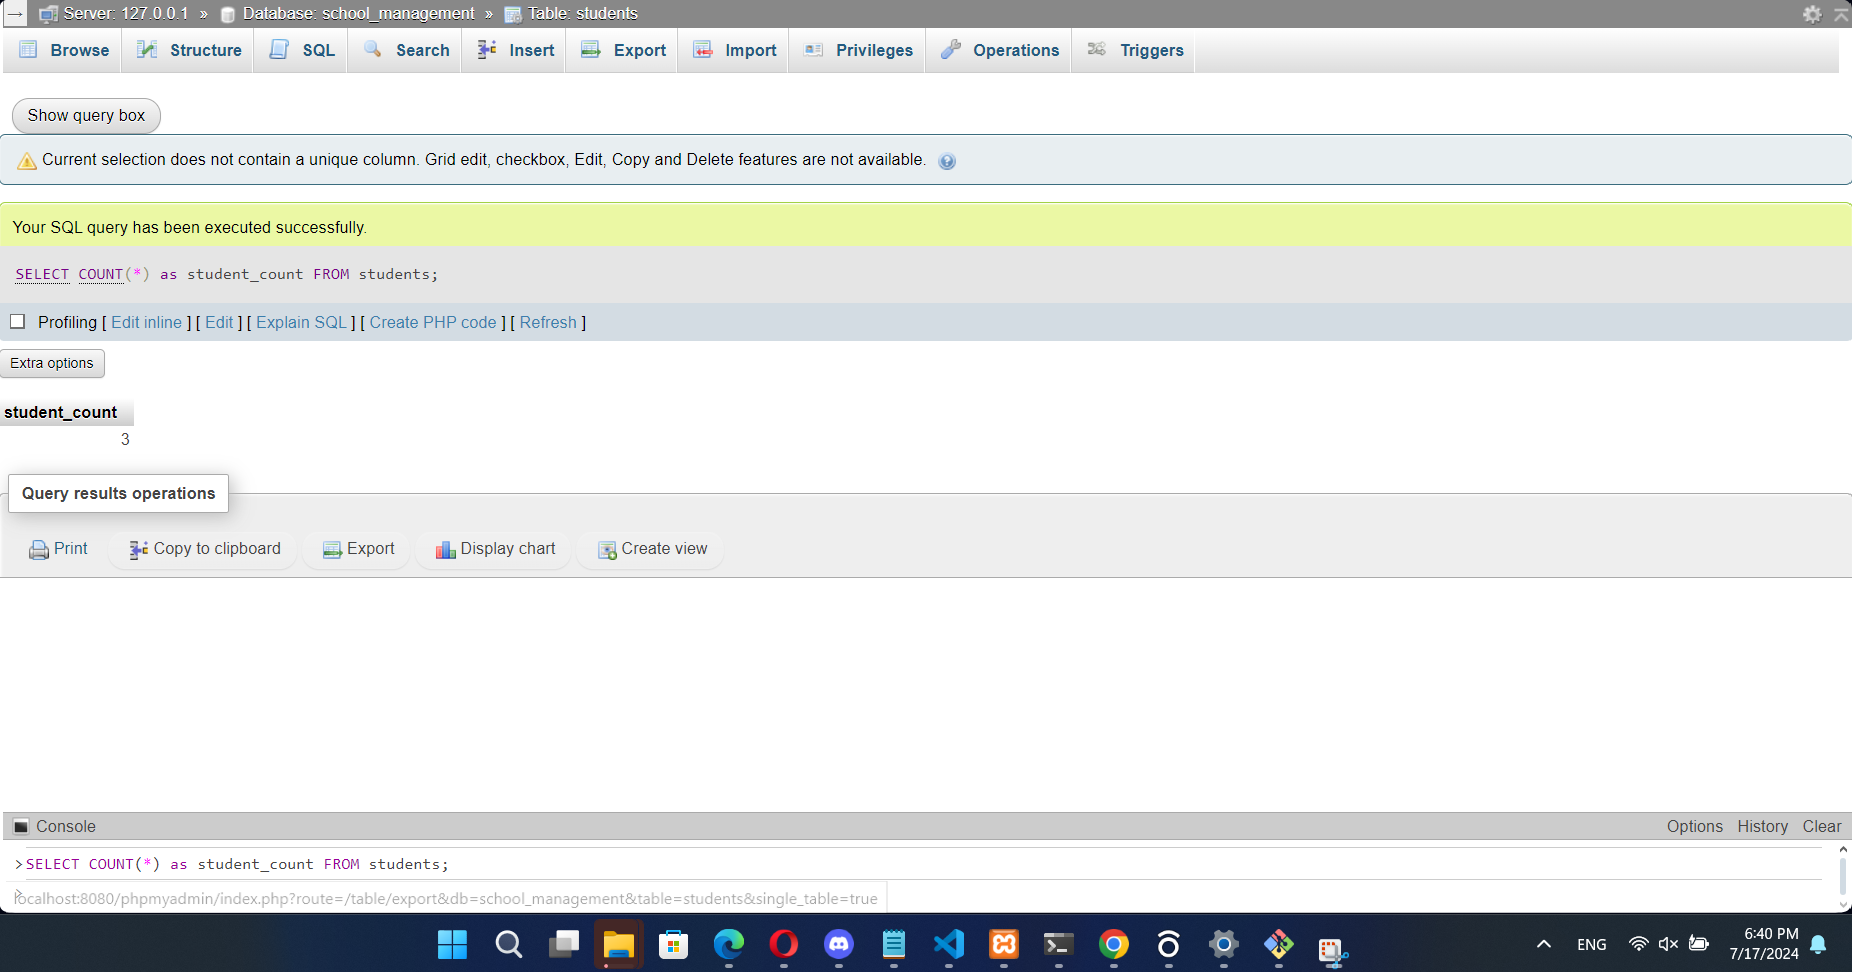 Server: 127.0.0.1 » Database: school_management » Table: students
Browse Structure SQL Search Insert Export Import Privileges Operations Triggers
Show query box
Current selection does not contain a unique column. Grid edit, checkbox, Edit, Copy and Delete features are not available.
Your SQL query has been executed successfully.
SELECT COUNT(*) as student_count FROM students;
Profiling [ Edit inline ] [ Edit ] [ Explain SQL ] [ Create PHP code ] [ Refresh ]
Extra options
student_count
3
Query results operations
Print Copy to clipboard Export Display chart Create view
Console Options History Clear
>SELECT COUNT(*) as student_count FROM students;
localhost:8080/phpmyadmin/index.php?route=/table/export&db=school_management&table=students&single_table=true
ENG 6:40 PM
7/17/2024